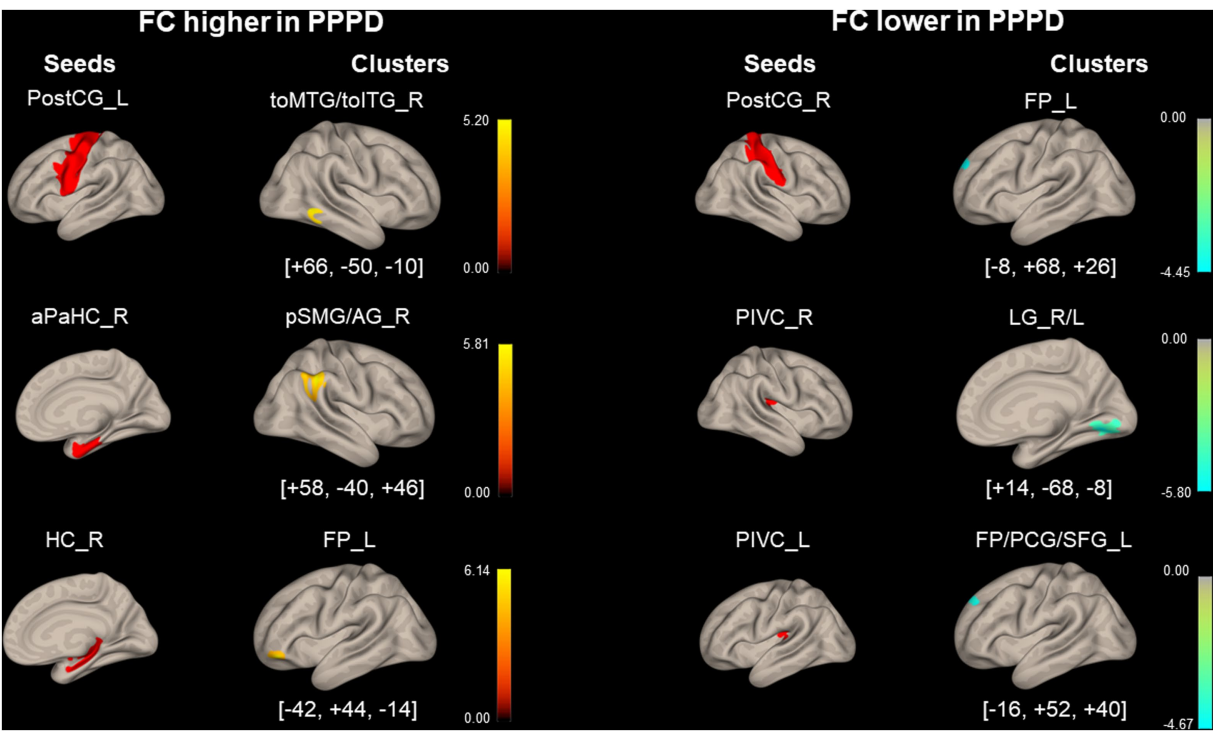 FC higher in PPPD
Seeds Clusters
PostCG_L toMTG/toITG_R
5.20
0.00
[+66, -50, -10]
aPaHC_R pSMG/AG_R
5.81
0.00
[+58, -40, +46]
HC_R FP_L
6.14
0.00
[-42, +44, -14]
FC lower in PPPD
Seeds Clusters
PostCG_R FP_L
0.00
-4.45
[-8, +68, +26]
PIVC_R LG_R/L
0.00
-5.80
[+14, -68, -8]
PIVC_L FP/PCG/SFG_L
0.00
-4.67
[-16, +52, +40]